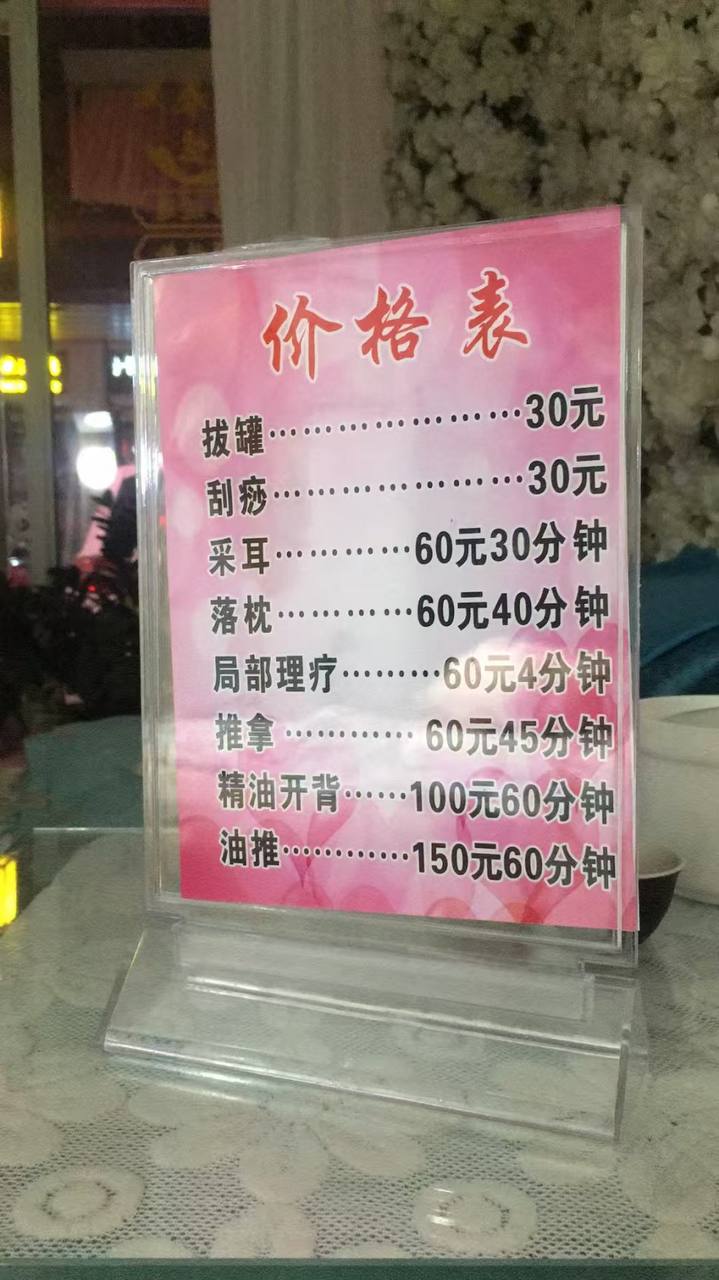 价格表
拔罐…………………………30元
刮痧…………………………30元
采耳……………60元30分钟
落枕……………60元40分钟
局部理疗………60元4分钟
推拿……………60元45分钟
精油开背……100元60分钟
油推…………150元60分钟